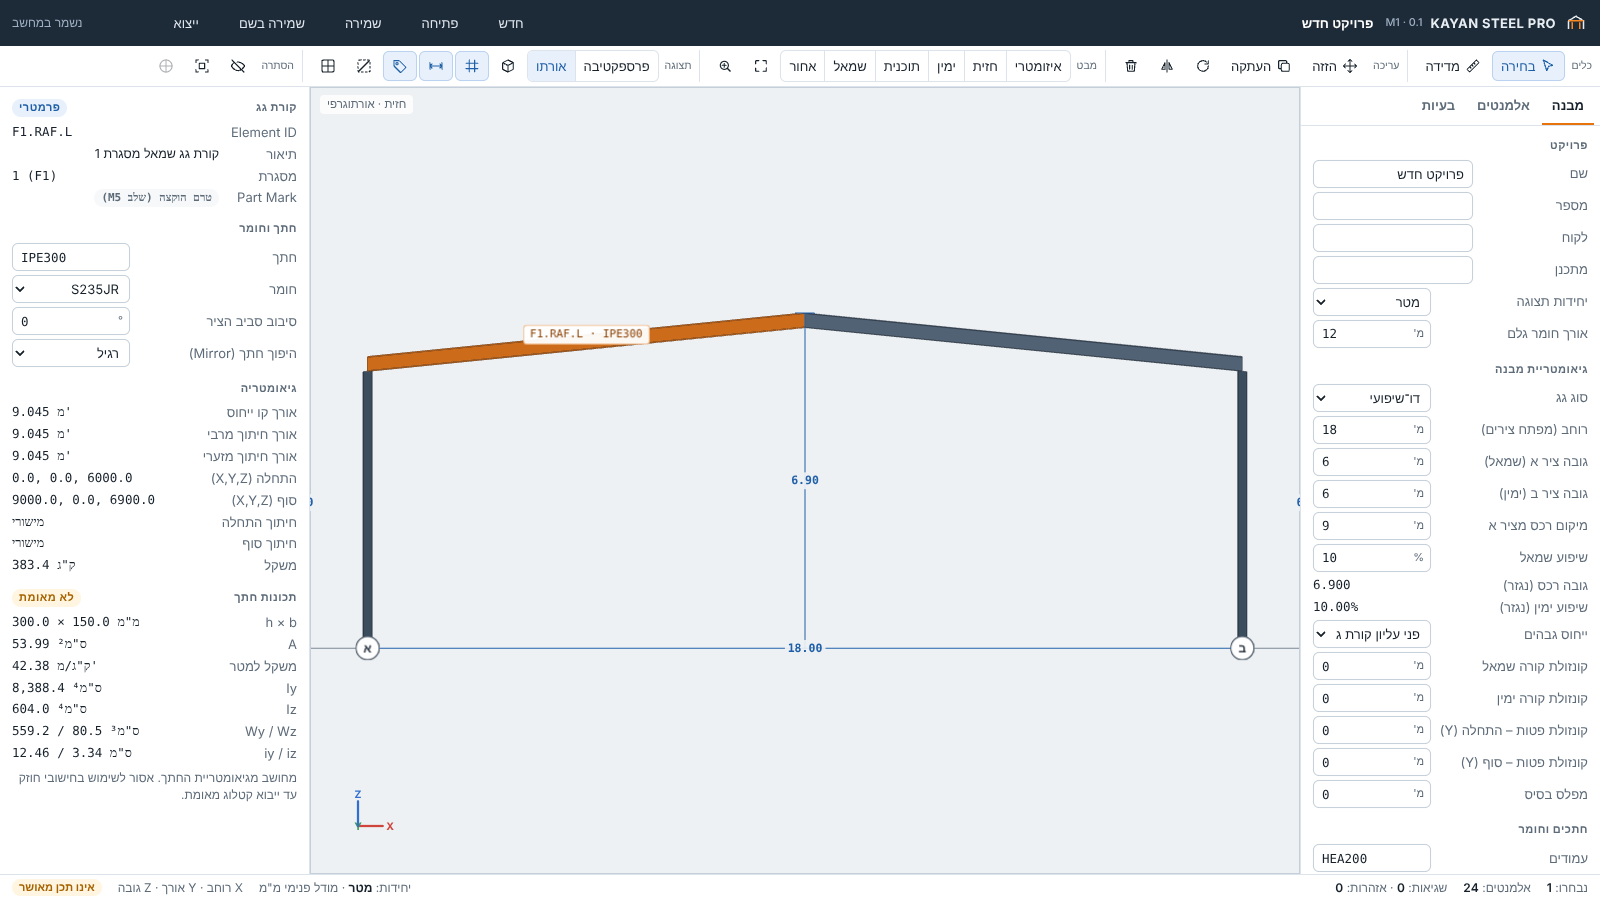 KAYAN STEEL PRO M1 · 0.1 פרויקט חדש
חדש פתיחה שמירה שמירה בשם ייצוא
נשמר במחשב
כלים בחירה מדידה עריכה הזזה העתקה מבט איזומטרי חזית ימין תוכנית שמאל אחור תצוגה פרספקטיבה אורתו הסתרה
מבנה אלמנטים בעיות
פרויקט
שם פרויקט חדש
מספר
לקוח
מתכנן
יחידות תצוגה מטר
אורך חומר גלם 12 מ'
גיאומטריית מבנה
סוג גג דו־שיפועי
רוחב (מפתח צירים) 18 מ'
גובה ציר א (שמאל) 6 מ'
גובה ציר ב (ימין) 6 מ'
מיקום רכס מציר א 9 מ'
שיפוע שמאל 10 %
גובה רכס (נגזר) 6.900
שיפוע ימין (נגזר) 10.00%
ייחוס גבהים פני עליון קורת ג
קונזולת קורה שמאל 0 מ'
קונזולת קורה ימין 0 מ'
קונזולת פטות – התחלה (Y) 0 מ'
קונזולת פטות – סוף (Y) 0 מ'
מפלס בסיס 0 מ'
חתכים וחומר
עמודים HEA200
חזית · אורתוגרפי
F1.RAF.L · IPE300
6.90
18.00
א
ב
Z
X
קורת גג פרמטרי
Element ID F1.RAF.L
תיאור קורת גג שמאל מסגרת 1
מסגרת 1 (F1)
Part Mark טרם הוקצה (שלב M5)
חתך וחומר
חתך IPE300
חומר S235JR
סיבוב סביב הציר 0 °
היפוך חתך (Mirror) רגיל
גיאומטריה
אורך קו ייחוס 9.045 מ'
אורך חיתוך מרבי 9.045 מ'
אורך חיתוך מזערי 9.045 מ'
התחלה (X,Y,Z) 0.0, 0.0, 6000.0
סוף (X,Y,Z) 9000.0, 0.0, 6900.0
חיתוך התחלה מישורי
חיתוך סוף מישורי
משקל 383.4 ק"ג
תכונות חתך לא מאומת
h × b 300.0 × 150.0 מ"מ
A 53.99 ס"מ²
משקל למטר 42.38 ק"ג/מ'
Iy 8,388.4 ס"מ⁴
Iz 604.0 ס"מ⁴
Wy / Wz 559.2 / 80.5 ס"מ³
iy / iz 12.46 / 3.34 ס"מ
מחושב מגיאומטריית החתך. אסור לשימוש בחישובי חוזק
עד ייבוא קטלוג מאומת.
נבחרו: 1 אלמנטים: 24 שגיאות: 0 · אזהרות: 0
יחידות: מטר · מודל פנימי מ"מ X רוחב · Y אורך · Z גובה אינו תכן מאושר